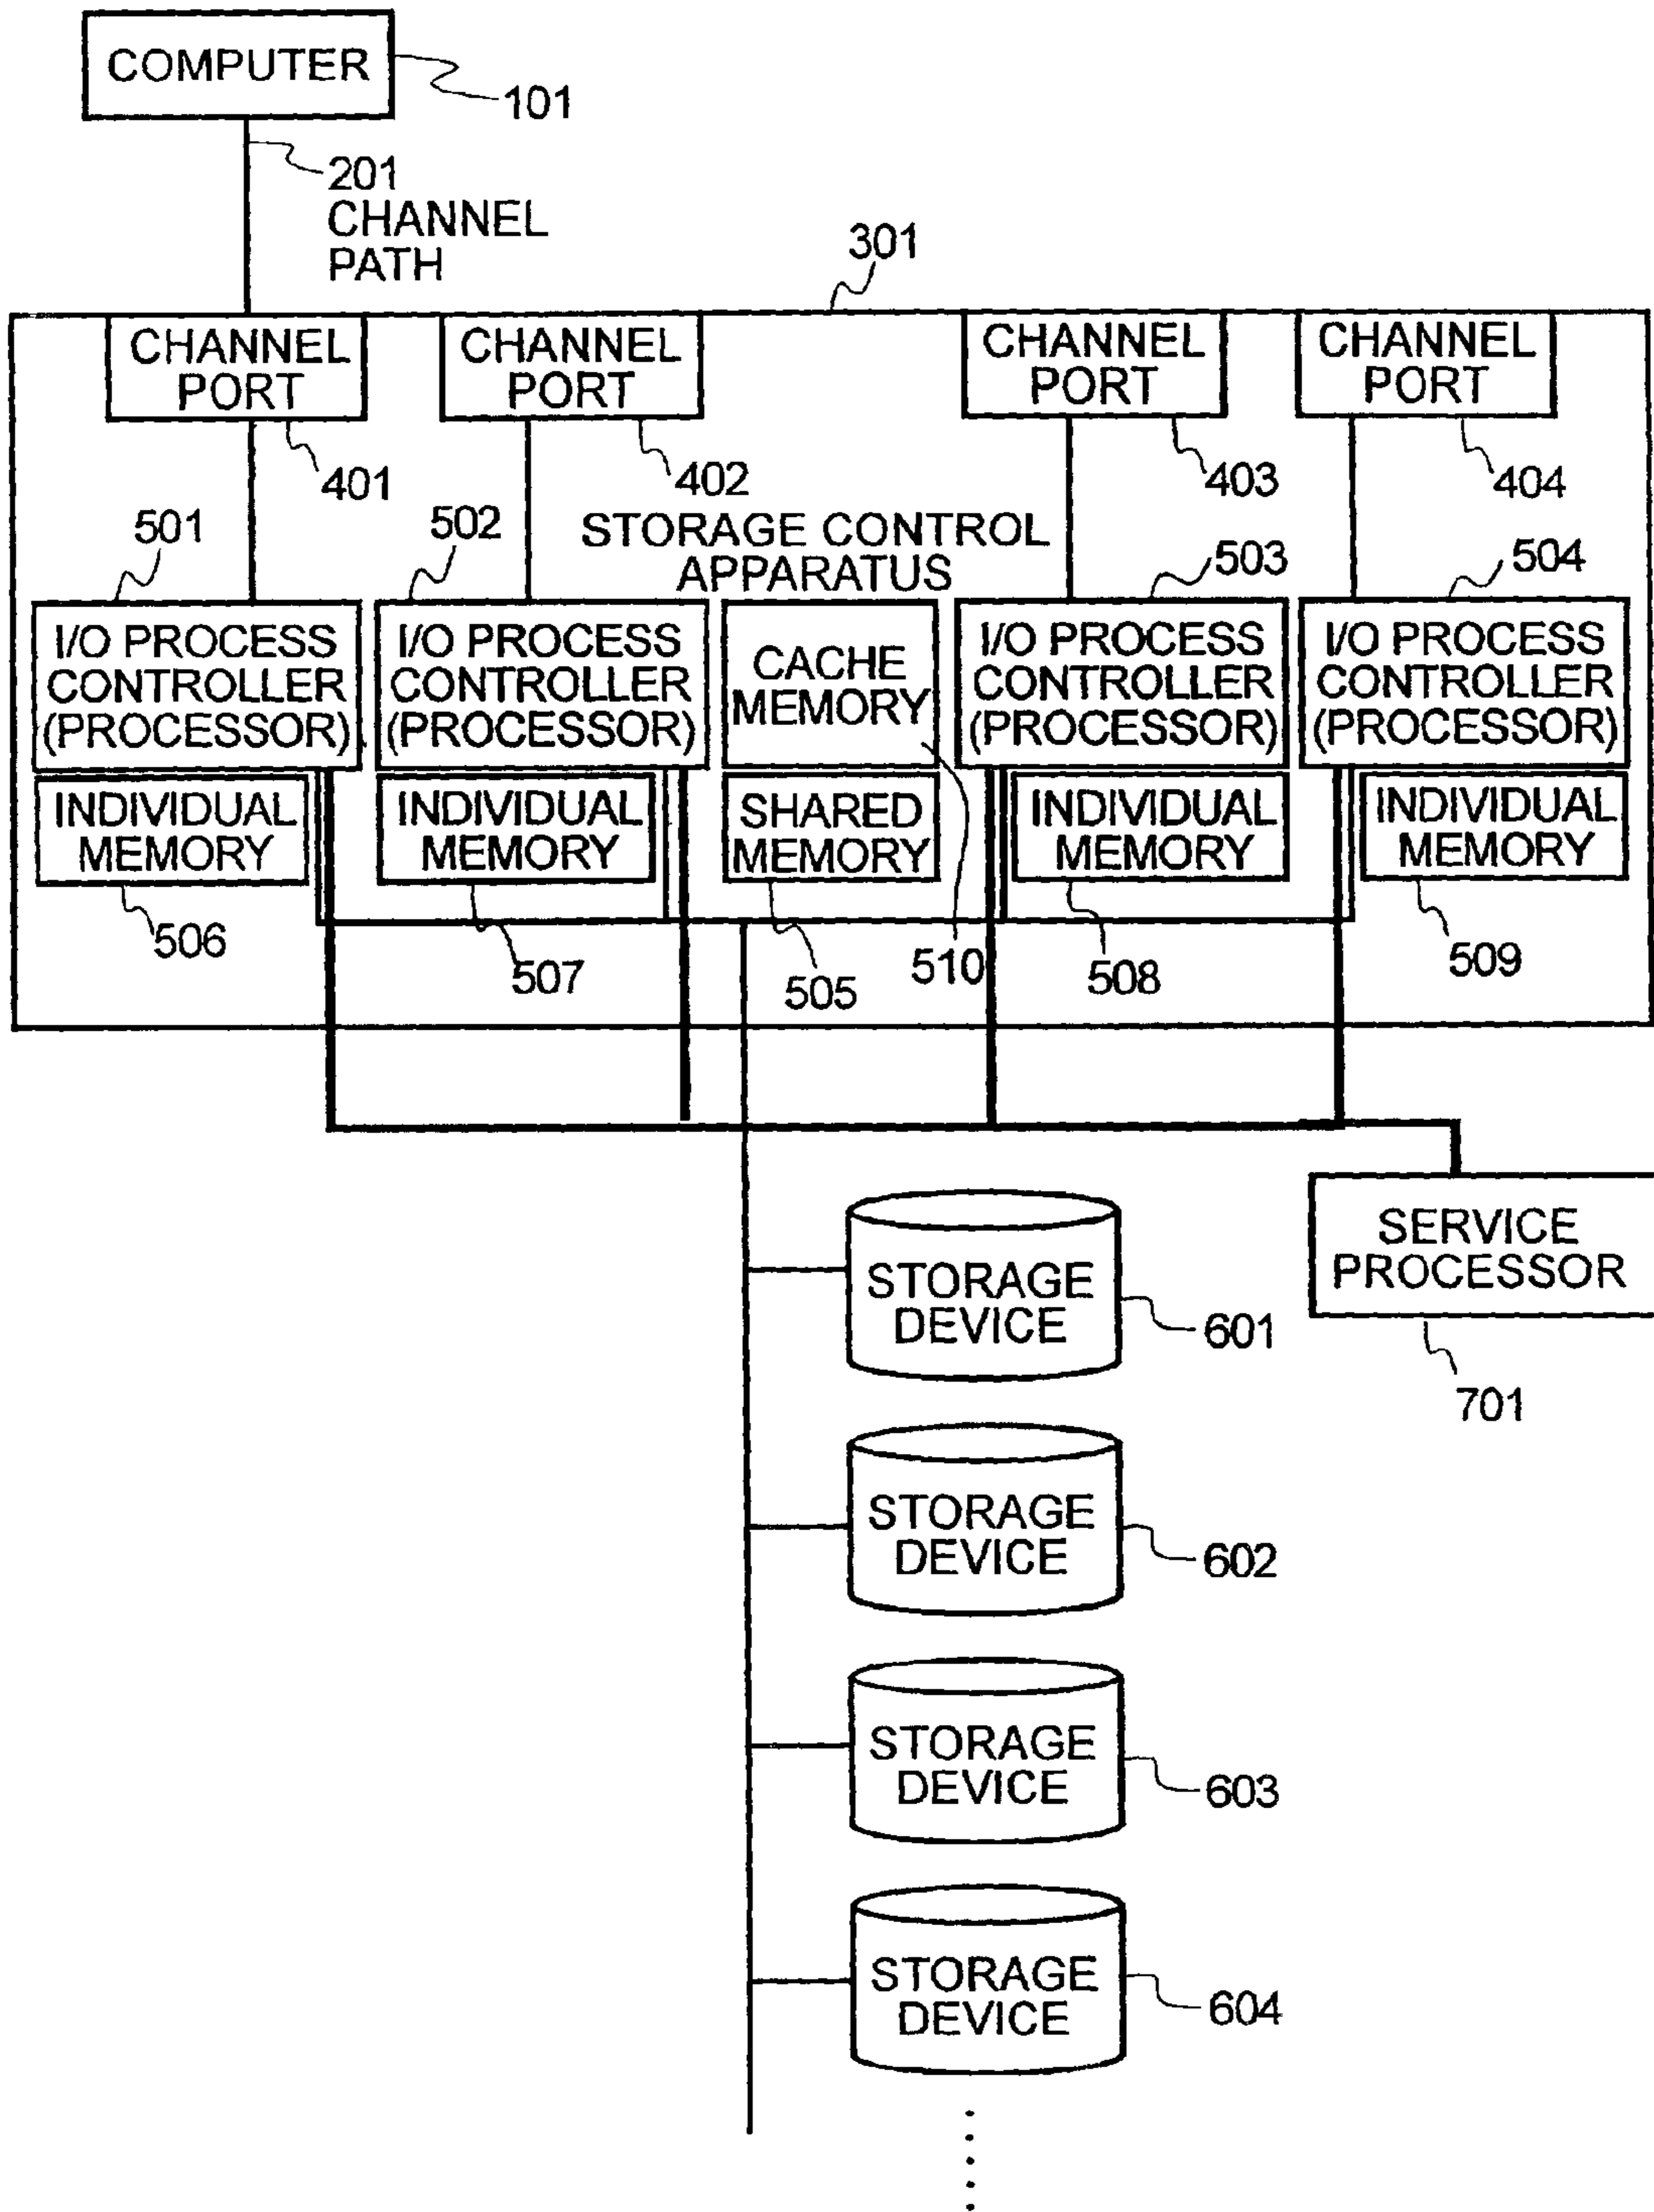 COMPUTER
101
201
CHANNEL
PATH
301
CHANNEL
PORT
CHANNEL
PORT
CHANNEL
PORT
CHANNEL
PORT
401
402
403
404
STORAGE CONTROL
APPARATUS
501
502
503
504
I/O PROCESS
CONTROLLER
(PROCESSOR)
I/O PROCESS
CONTROLLER
(PROCESSOR)
CACHE
MEMORY
I/O PROCESS
CONTROLLER
(PROCESSOR)
I/O PROCESS
CONTROLLER
(PROCESSOR)
INDIVIDUAL
MEMORY
INDIVIDUAL
MEMORY
SHARED
MEMORY
INDIVIDUAL
MEMORY
INDIVIDUAL
MEMORY
506
507
505
510
508
509
SERVICE
PROCESSOR
701
STORAGE
DEVICE
601
STORAGE
DEVICE
602
STORAGE
DEVICE
603
STORAGE
DEVICE
604